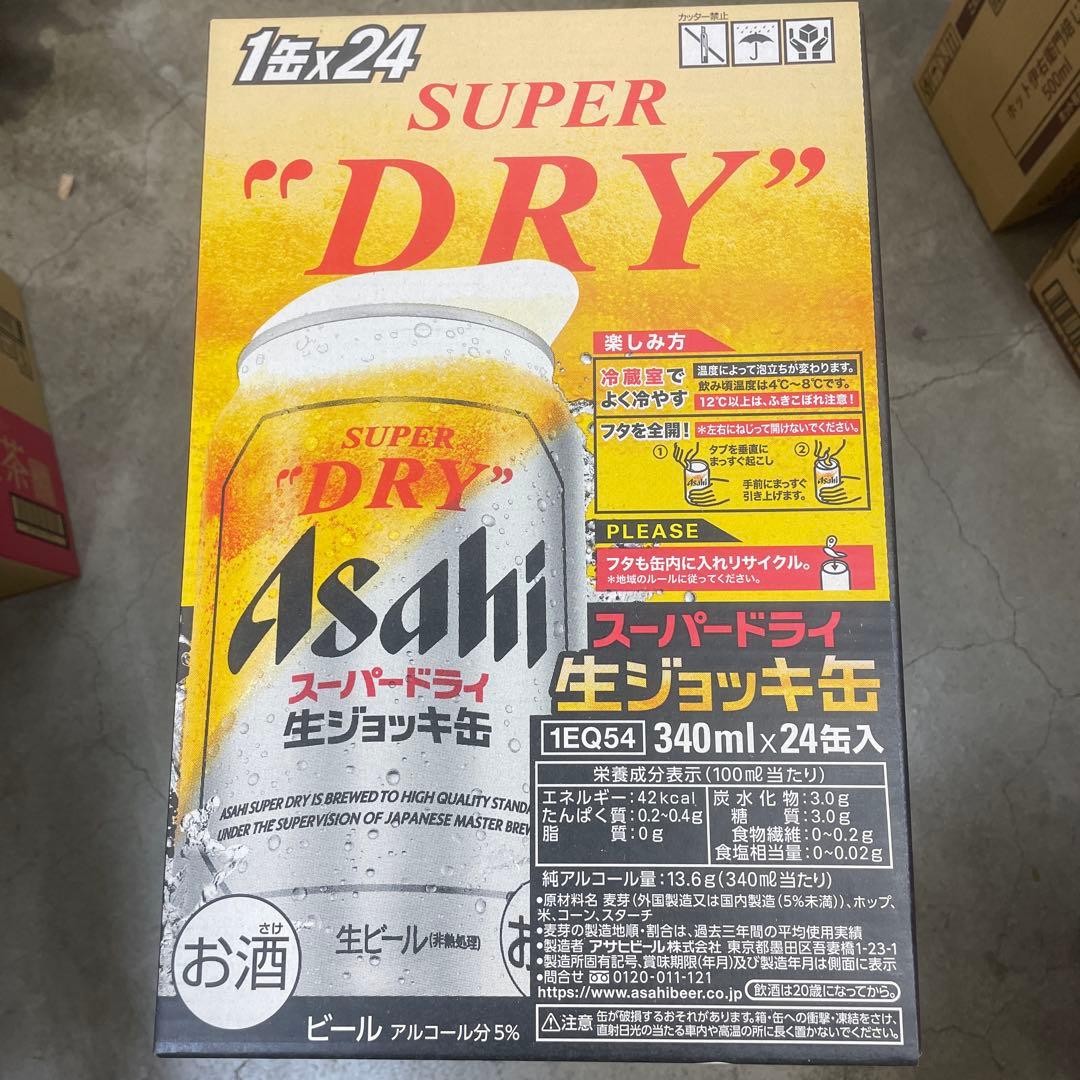 1缶x24
カッター禁止
SUPER
“DRY”
楽しみ方
冷蔵室で
よく冷やす
温度によって泡立ちが変わります。
飲み頃温度は4℃~8℃です。
12℃以上は、ふきこぼれ注意!
フタを全開!
*左右にねじって開けないでください。
① タブを垂直に
まっすぐ起こし
②
手前にまっすぐ
引き上げます。
Asahi
PLEASE
フタも缶内に入れリサイクル。
*地域のルールに従ってください。
SUPER
“DRY”
Asahi
スーパードライ
生ジョッキ缶
ASAHI SUPER DRY IS BREWED TO HIGH QUALITY STANDA
UNDER THE SUPERVISION OF JAPANESE MASTER BREW
スーパードライ
生ジョッキ缶
1EQ54 340ml x 24缶入
栄養成分表示(100ml当たり)
エネルギー:42kcal
たんぱく質:0.2~0.4g
脂質:0g
炭水化物:3.0g
糖質:3.0g
食物繊維:0~0.2g
食塩相当量:0~0.02g
純アルコール量:13.6g(340ml当たり)
•原材料名 麦芽(外国製造又は国内製造(5%未満))、ホップ、
米、コーン、スターチ
•麦芽の製造地順・割合は、過去三年間の平均使用実績
•製造者 アサヒビール株式会社 東京都墨田区吾妻橋1-23-1
•製造所固有記号、賞味期限(年月)及び製造年月は側面に表示
•問合せ 0120-011-121
https://www.asahibeer.co.jp 飲酒は20歳になってから。
⚠注意 缶が破損するおそれがあります。箱・缶への衝撃・凍結をさけ、
直射日光の当たる車内や高温の所に長く置かないでください。
さけ
お酒
生ビール(非熱処理)
お
ビール アルコール分5%
ホット伊右衛門焙じ
500ml